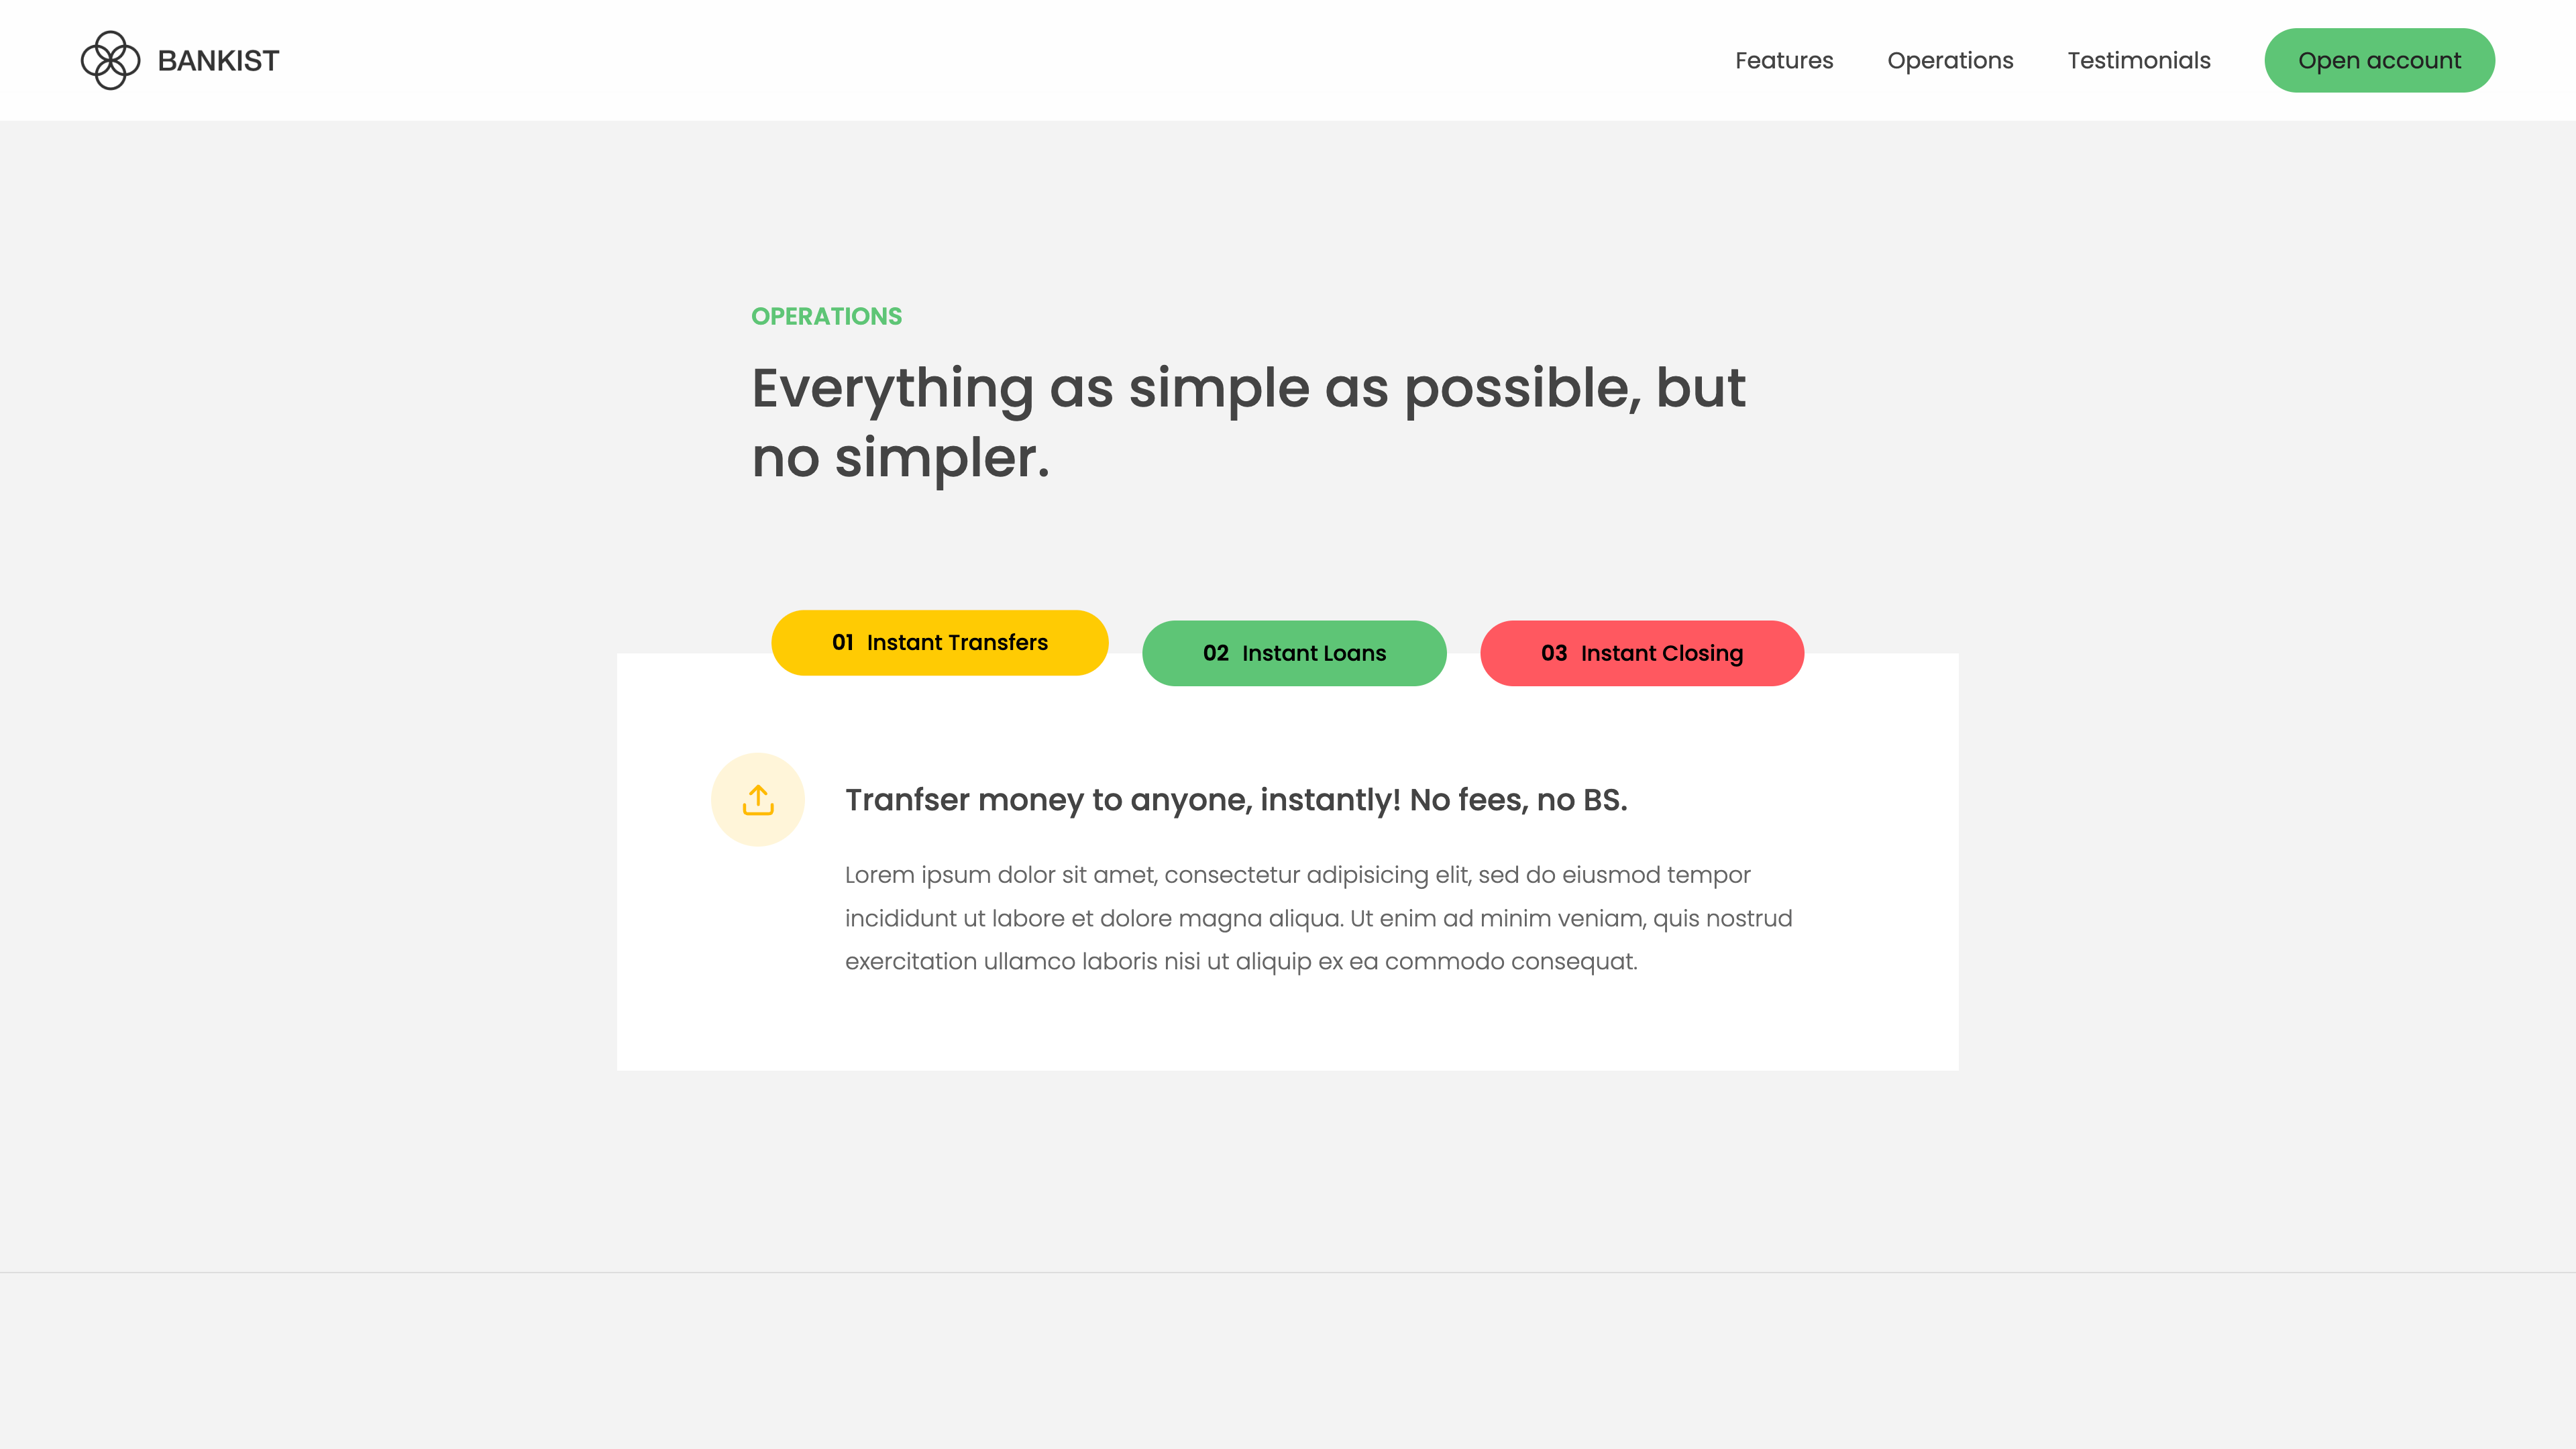 BANKIST
Features
Operations
Testimonials
Open account
OPERATIONS
Everything as simple as possible, but
no simpler.
01 Instant Transfers
02 Instant Loans
03 Instant Closing
Tranfser money to anyone, instantly! No fees, no BS.
Lorem ipsum dolor sit amet, consectetur adipisicing elit, sed do eiusmod tempor
incididunt ut labore et dolore magna aliqua. Ut enim ad minim veniam, quis nostrud
exercitation ullamco laboris nisi ut aliquip ex ea commodo consequat.